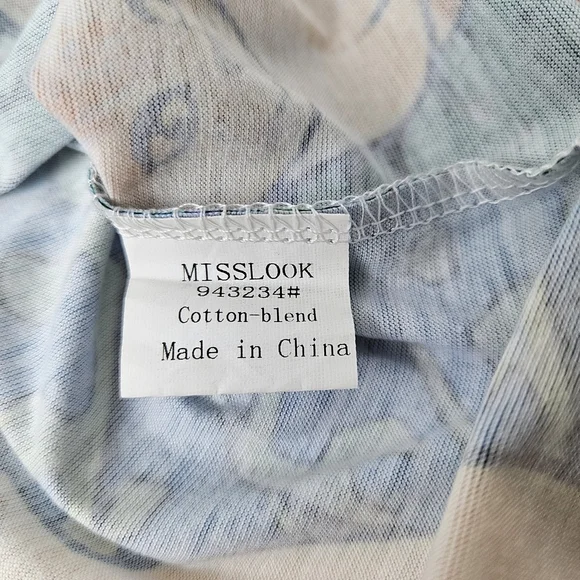 MISSLOOK
943234#
Cotton-blend
Made in China